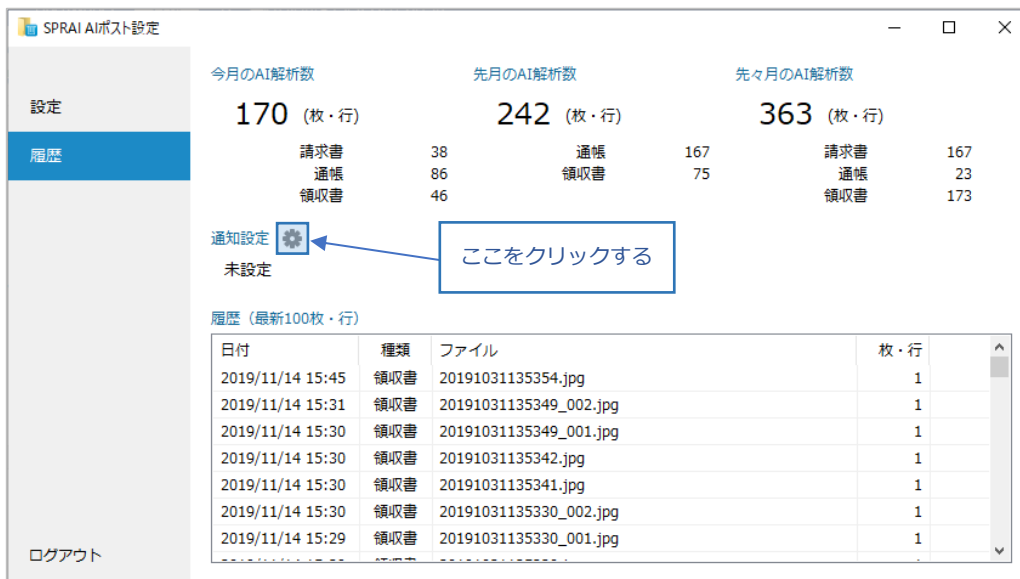 SPRAI AIポスト設定
設定
履歴
ログアウト
今月のAI解析数 先月のAI解析数 先々月のAI解析数
170 (枚・行) 242 (枚・行) 363 (枚・行)
請求書 38 通帳 167 請求書 167
通帳 86 領収書 75 通帳 23
領収書 46 領収書 173
通知設定
ここをクリックする
未設定
履歴（最新100枚・行）
日付 種類 ファイル 枚・行
2019/11/14 15:45 領収書 20191031135354.jpg 1
2019/11/14 15:31 領収書 20191031135349_002.jpg 1
2019/11/14 15:30 領収書 20191031135349_001.jpg 1
2019/11/14 15:30 領収書 20191031135342.jpg 1
2019/11/14 15:30 領収書 20191031135341.jpg 1
2019/11/14 15:30 領収書 20191031135330_002.jpg 1
2019/11/14 15:29 領収書 20191031135330_001.jpg 1